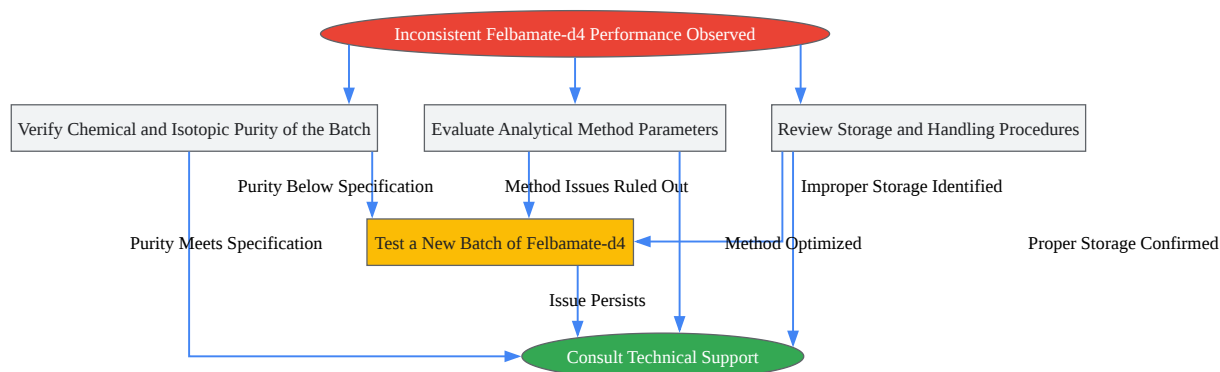 Inconsistent Felbamate-d4 Performance Observed
Verify Chemical and Isotopic Purity of the Batch
Evaluate Analytical Method Parameters
Review Storage and Handling Procedures
Purity Below Specification
Method Issues Ruled Out
Improper Storage Identified
Purity Meets Specification
Test a New Batch of Felbamate-d4
Method Optimized
Proper Storage Confirmed
Issue Persists
Consult Technical Support